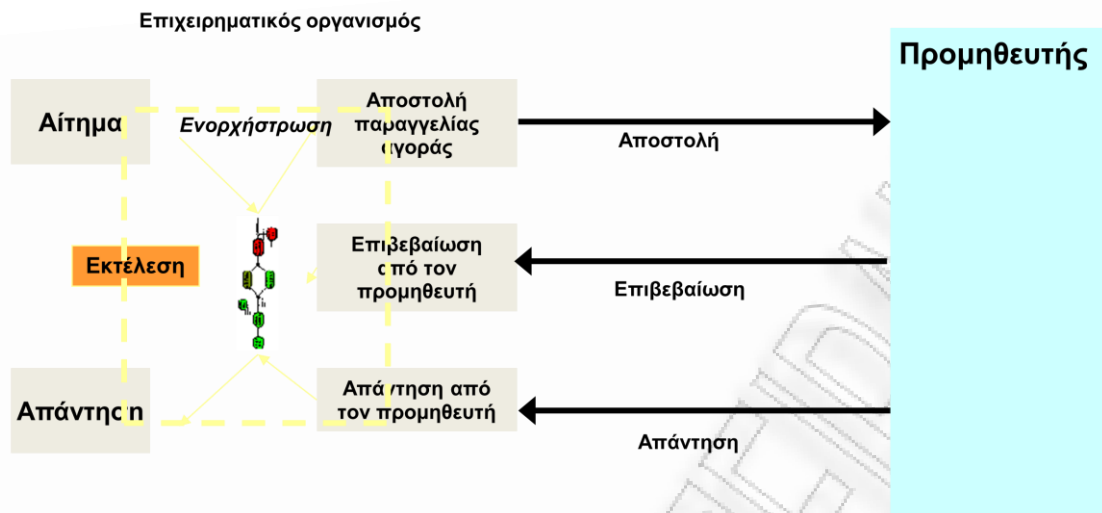 Επιχειρηματικός οργανισμός
Προμηθευτής
Αίτημα
Ενορχήστρωση
Αποστολή
παραγγελίας
αγοράς
Αποστολή
Εκτέλεση
Επιβεβαίωση
από τον
προμηθευτή
Επιβεβαίωση
Απάντηση
Απάντηση από
τον προμηθευτή
Απάντηση